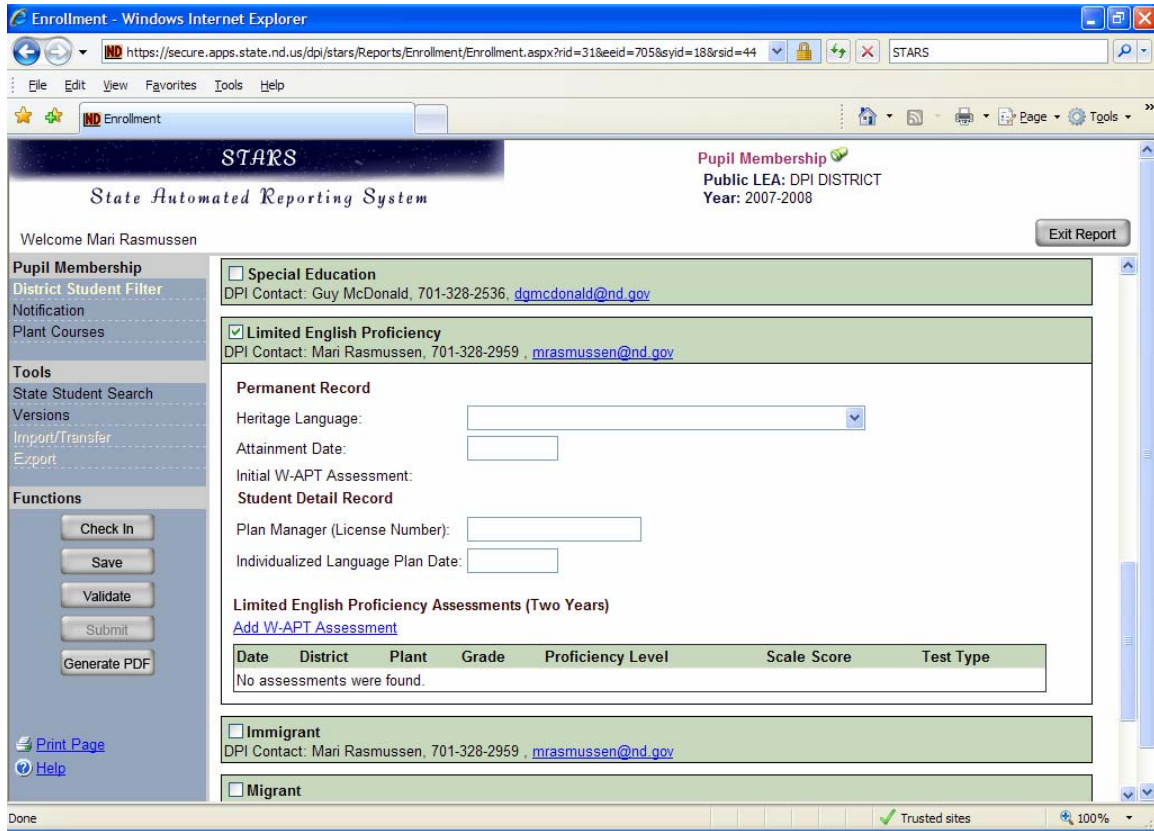 Enrollment - Windows Internet Explorer
IND https://secure.apps.state.nd.us/dpi/stars/Reports/Enrollment/Enrollment.aspx?rid=31&eeid=705&syid=18&rsid=44 STARS
File Edit View Favorites Tools Help
IND Enrollment Page Tools »
STARS
State Automated Reporting System
Pupil Membership
Public LEA: DPI DISTRICT
Year: 2007-2008
Welcome Mari Rasmussen
Exit Report
Pupil Membership
District Student Filter
Notification
Plant Courses
Tools
State Student Search
Versions
Import/Transfer
Export
Functions
Check In
Save
Validate
Submit
Generate PDF
Print Page
Help
Special Education
DPI Contact: Guy McDonald, 701-328-2536, dgmcdonald@nd.gov
Limited English Proficiency
DPI Contact: Mari Rasmussen, 701-328-2959 , mrasmussen@nd.gov
Permanent Record
Heritage Language:
Attainment Date:
Initial W-APT Assessment:
Student Detail Record
Plan Manager (License Number):
Individualized Language Plan Date:
Limited English Proficiency Assessments (Two Years)
Add W-APT Assessment
Date District Plant Grade Proficiency Level Scale Score Test Type
No assessments were found.
Immigrant
DPI Contact: Mari Rasmussen, 701-328-2959 , mrasmussen@nd.gov
Migrant
Done Trusted sites 100%